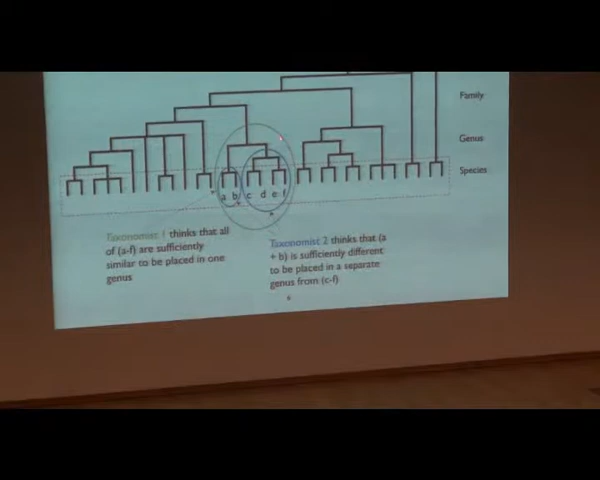 Family
Genus
Species
a b c d e f
Taxonomist 1 thinks that all
of (a-f) are sufficiently
similar to be placed in one
genus
Taxonomist 2 thinks that (a
+ b) is sufficiently different
to be placed in a separate
genus from (c-f)